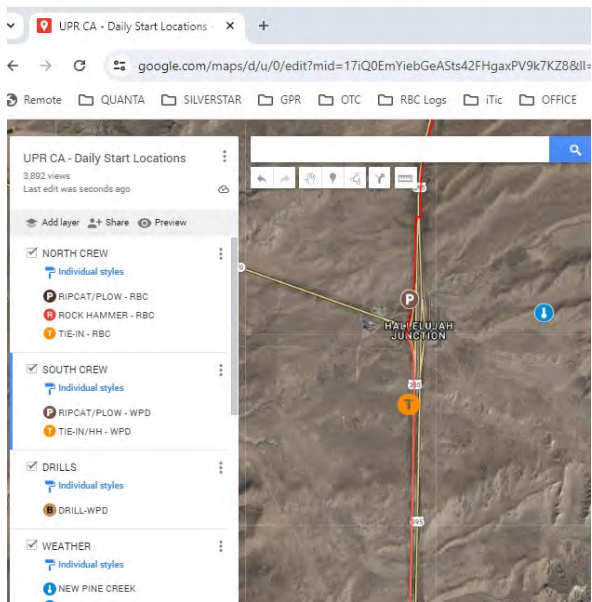 UPR CA - Daily Start Locations -
google.com/maps/d/u/0/edit?mid=17iQ0EmYiebGeASts42FHgaxPV9k7KZ8&ll=
Remote QUANTA SILVERSTAR GPR OTC RBC Logs iTic OFFICE
UPR CA - Daily Start Locations
3,892 views
Last edit was seconds ago
Add layer Share Preview
NORTH CREW
Individual styles
P RIPCAT/PLOW - RBC
R ROCK HAMMER - RBC
T TIE-IN - RBC
SOUTH CREW
Individual styles
P RIPCAT/PLOW - WPD
T TIE-IN/HH - WPD
DRILLS
Individual styles
B DRILL-WPD
WEATHER
Individual styles
NEW PINE CREEK
395
70
P
HALLELUJAH
JUNCTION
395
T
395